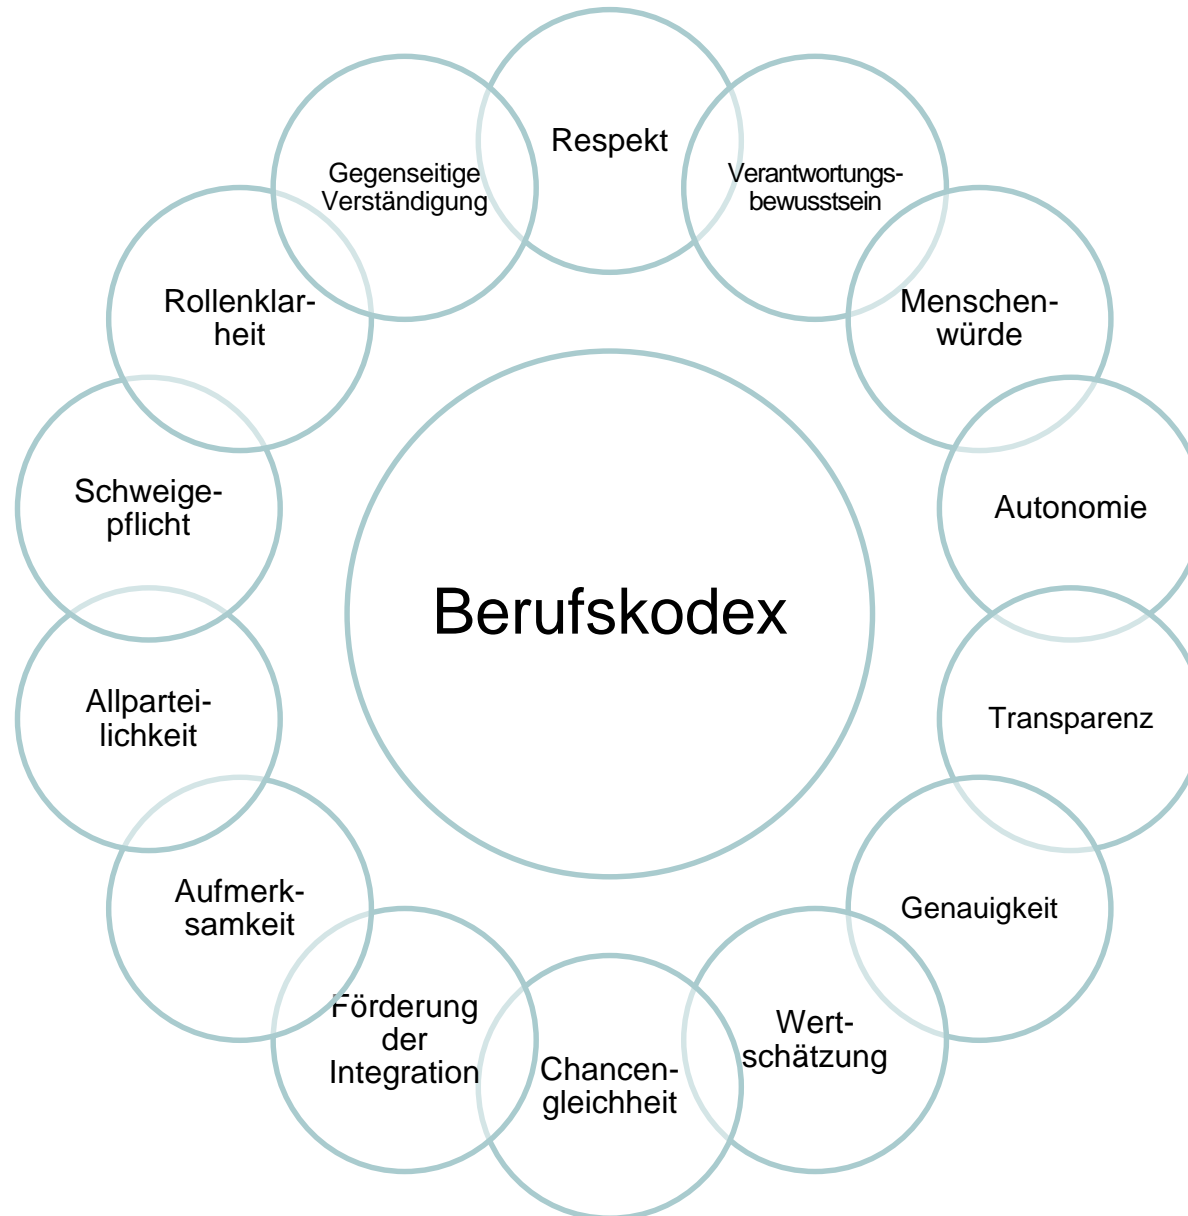 Respekt
Verantwortungs-
bewusstsein
Menschen-
würde
Autonomie
Transparenz
Genauigkeit
Wert-
schätzung
Chancen-
gleichheit
Förderung
der
Integration
Aufmerk-
samkeit
Allpartei-
lichkeit
Schweige-
pflicht
Rollenklar-
heit
Gegenseitige
Verständigung
Berufskodex